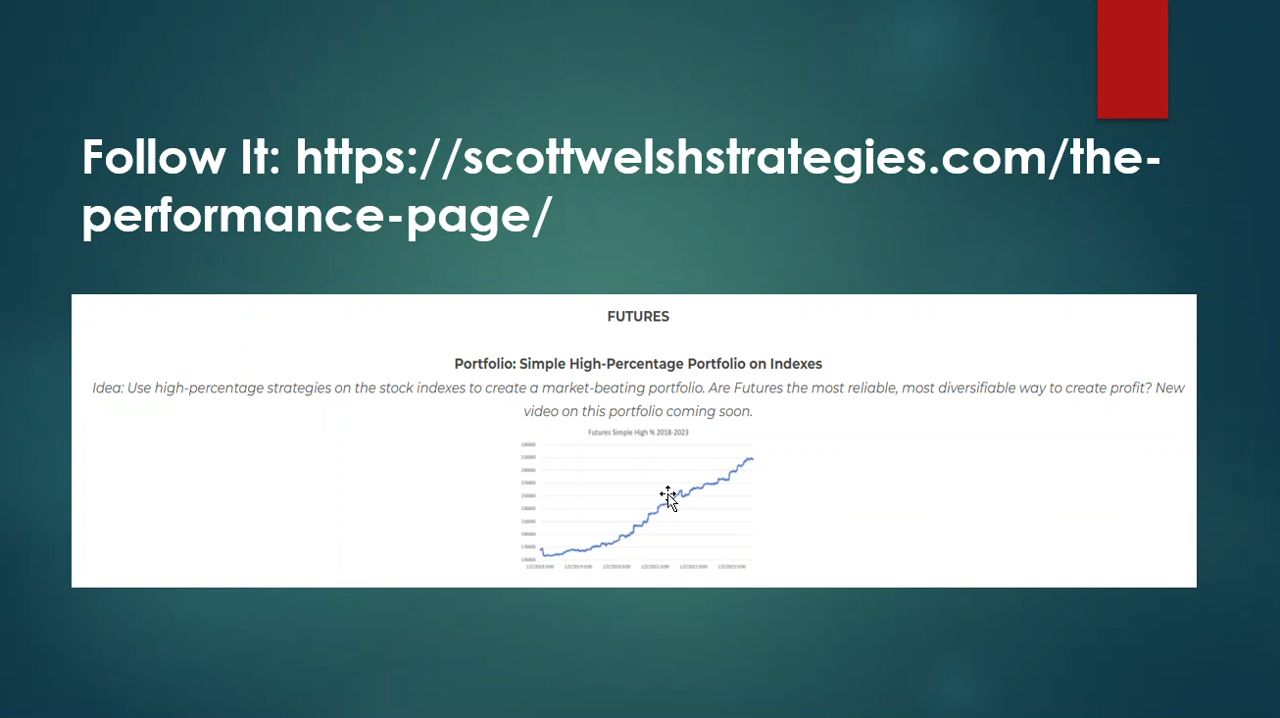 Follow It: https://scottwelshstrategies.com/the-
performance-page/
FUTURES
Portfolio: Simple High-Percentage Portfolio on Indexes
Idea: Use high-percentage strategies on the stock indexes to create a market-beating portfolio. Are Futures the most reliable, most diversifiable way to create profit? New
video on this portfolio coming soon.
Futures Simple High % 2018-2023